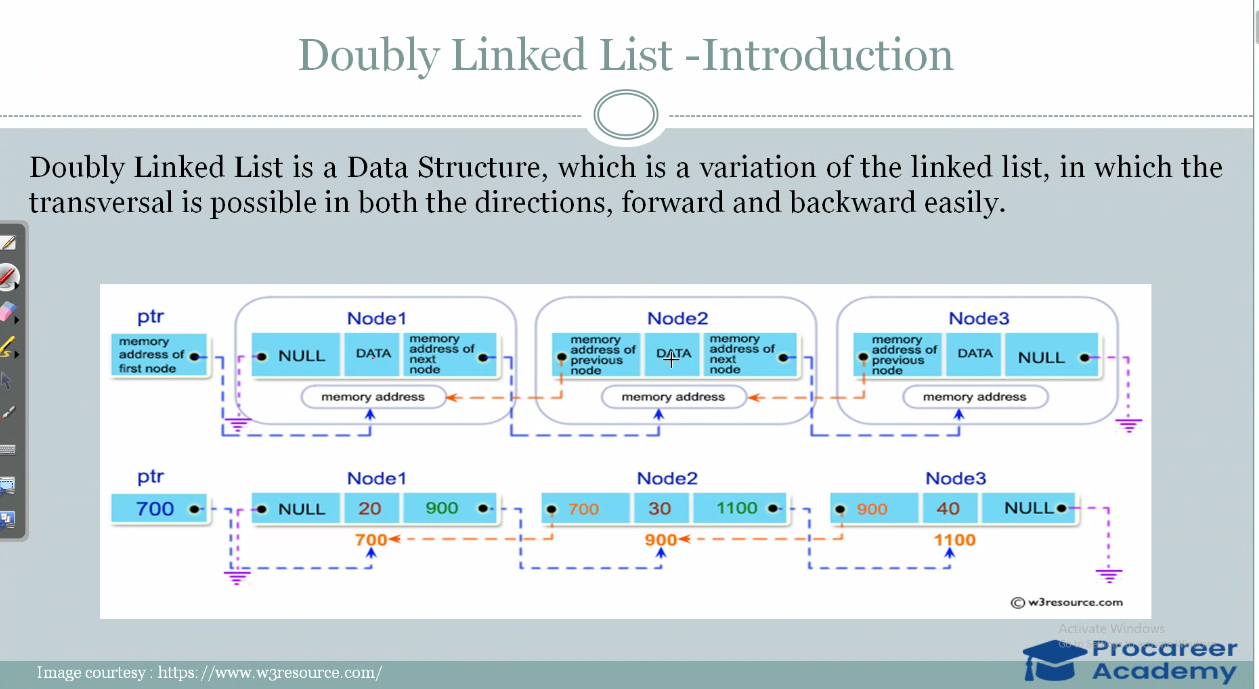 Doubly Linked List -Introduction
Doubly Linked List is a Data Structure, which is a variation of the linked list, in which the
transversal is possible in both the directions, forward and backward easily.
ptr
Node1
Node2
Node3
memory
address of
first node
NULL
DATA
memory
address of
next
node
memory
address of
previous
node
DATA
memory
address of
next
node
memory
address of
previous
node
DATA
NULL
memory address
memory address
memory address
ptr
Node1
Node2
Node3
700
NULL
20
900
700
30
1100
900
40
NULL
700
900
1100
© w3resource.com
Activate Windows
Procareer
Academy
Image courtesy : https://www.w3resource.com/